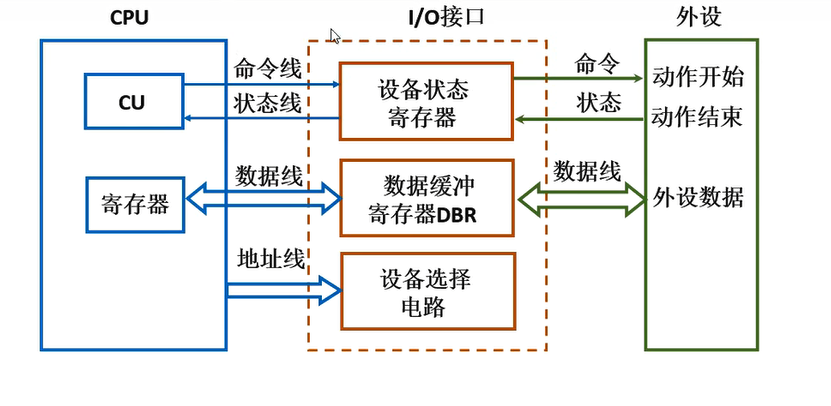 CPU
I/O接口
外设
CU
命令线
状态线
设备状态
寄存器
命令
状态
动作开始
动作结束
寄存器
数据线
数据缓冲
寄存器DBR
数据线
外设数据
地址线
设备选择
电路